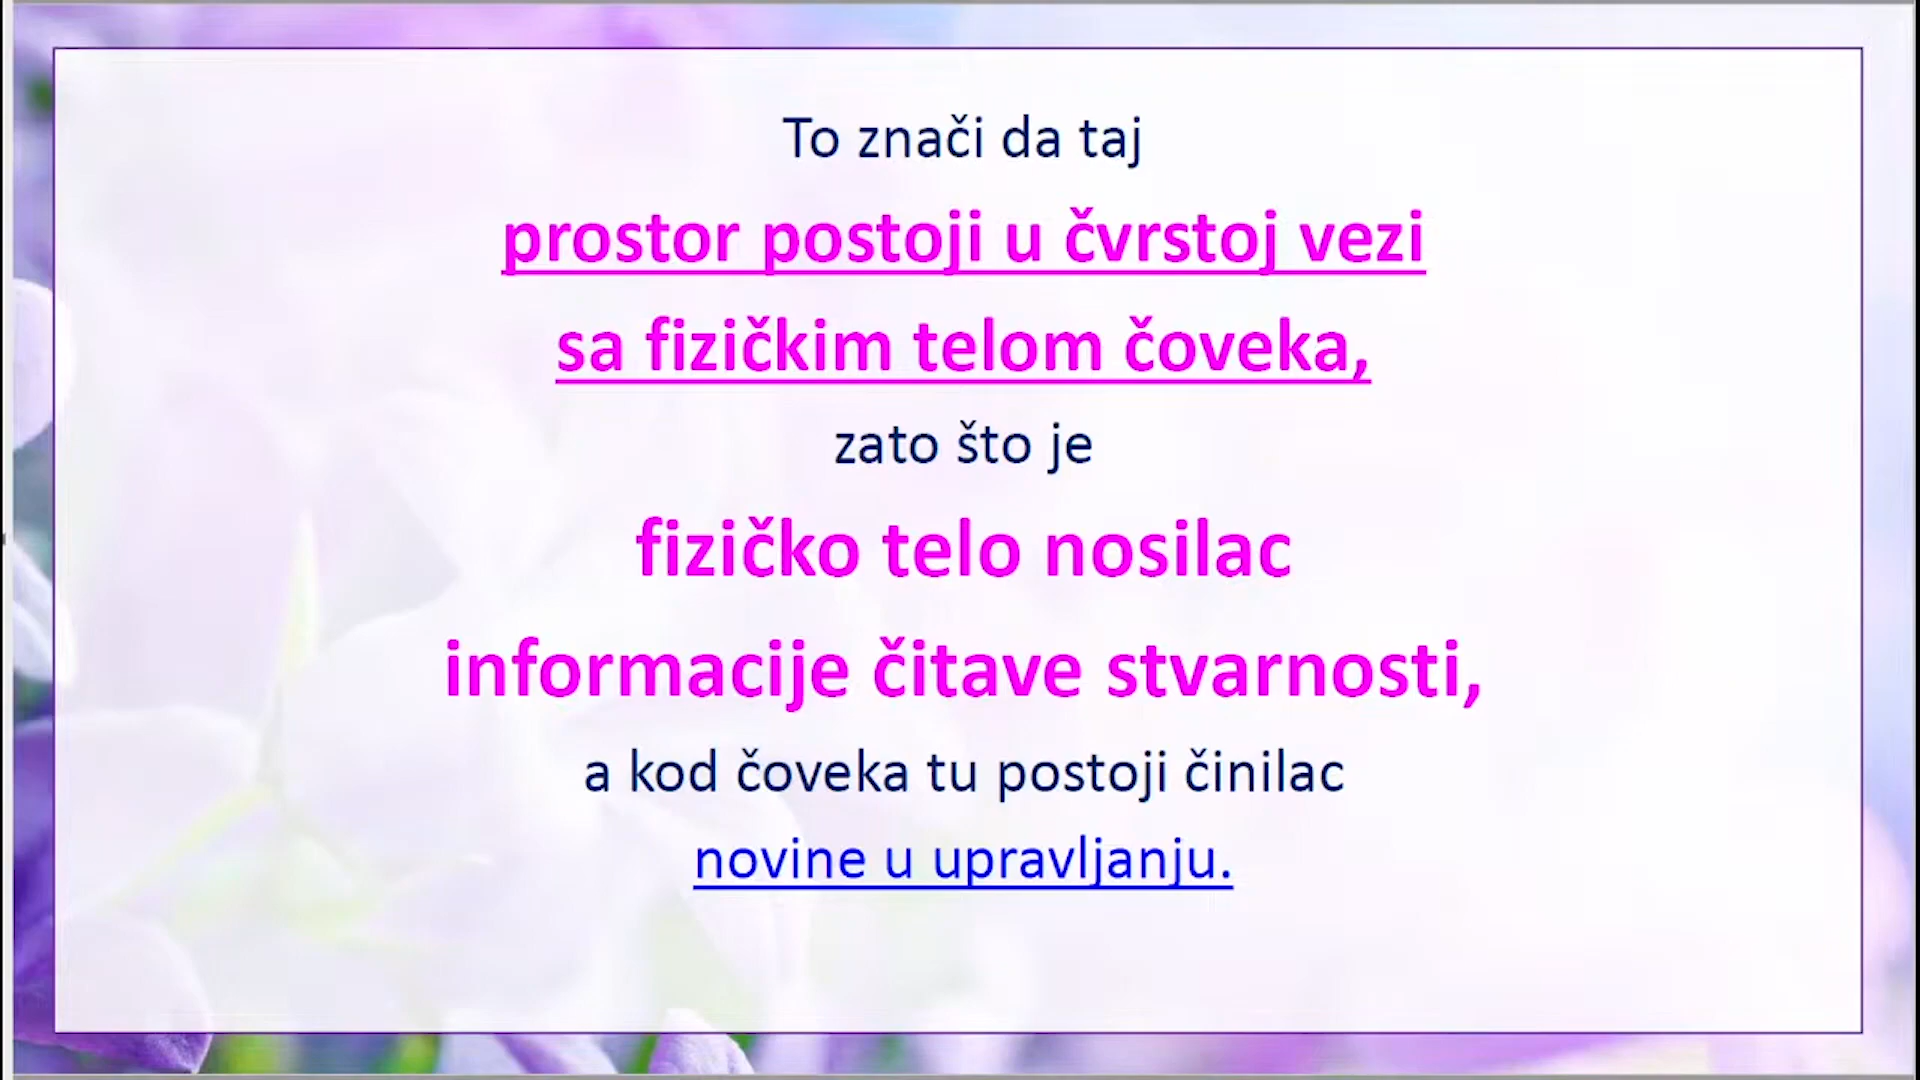 To znači da taj
prostor postoji u čvrstoj vezi
sa fizičkim telom čoveka,
zato što je
fizičko telo nosilac
informacije čitave stvarnosti,
a kod čoveka tu postoji činilac
novine u upravljanju.